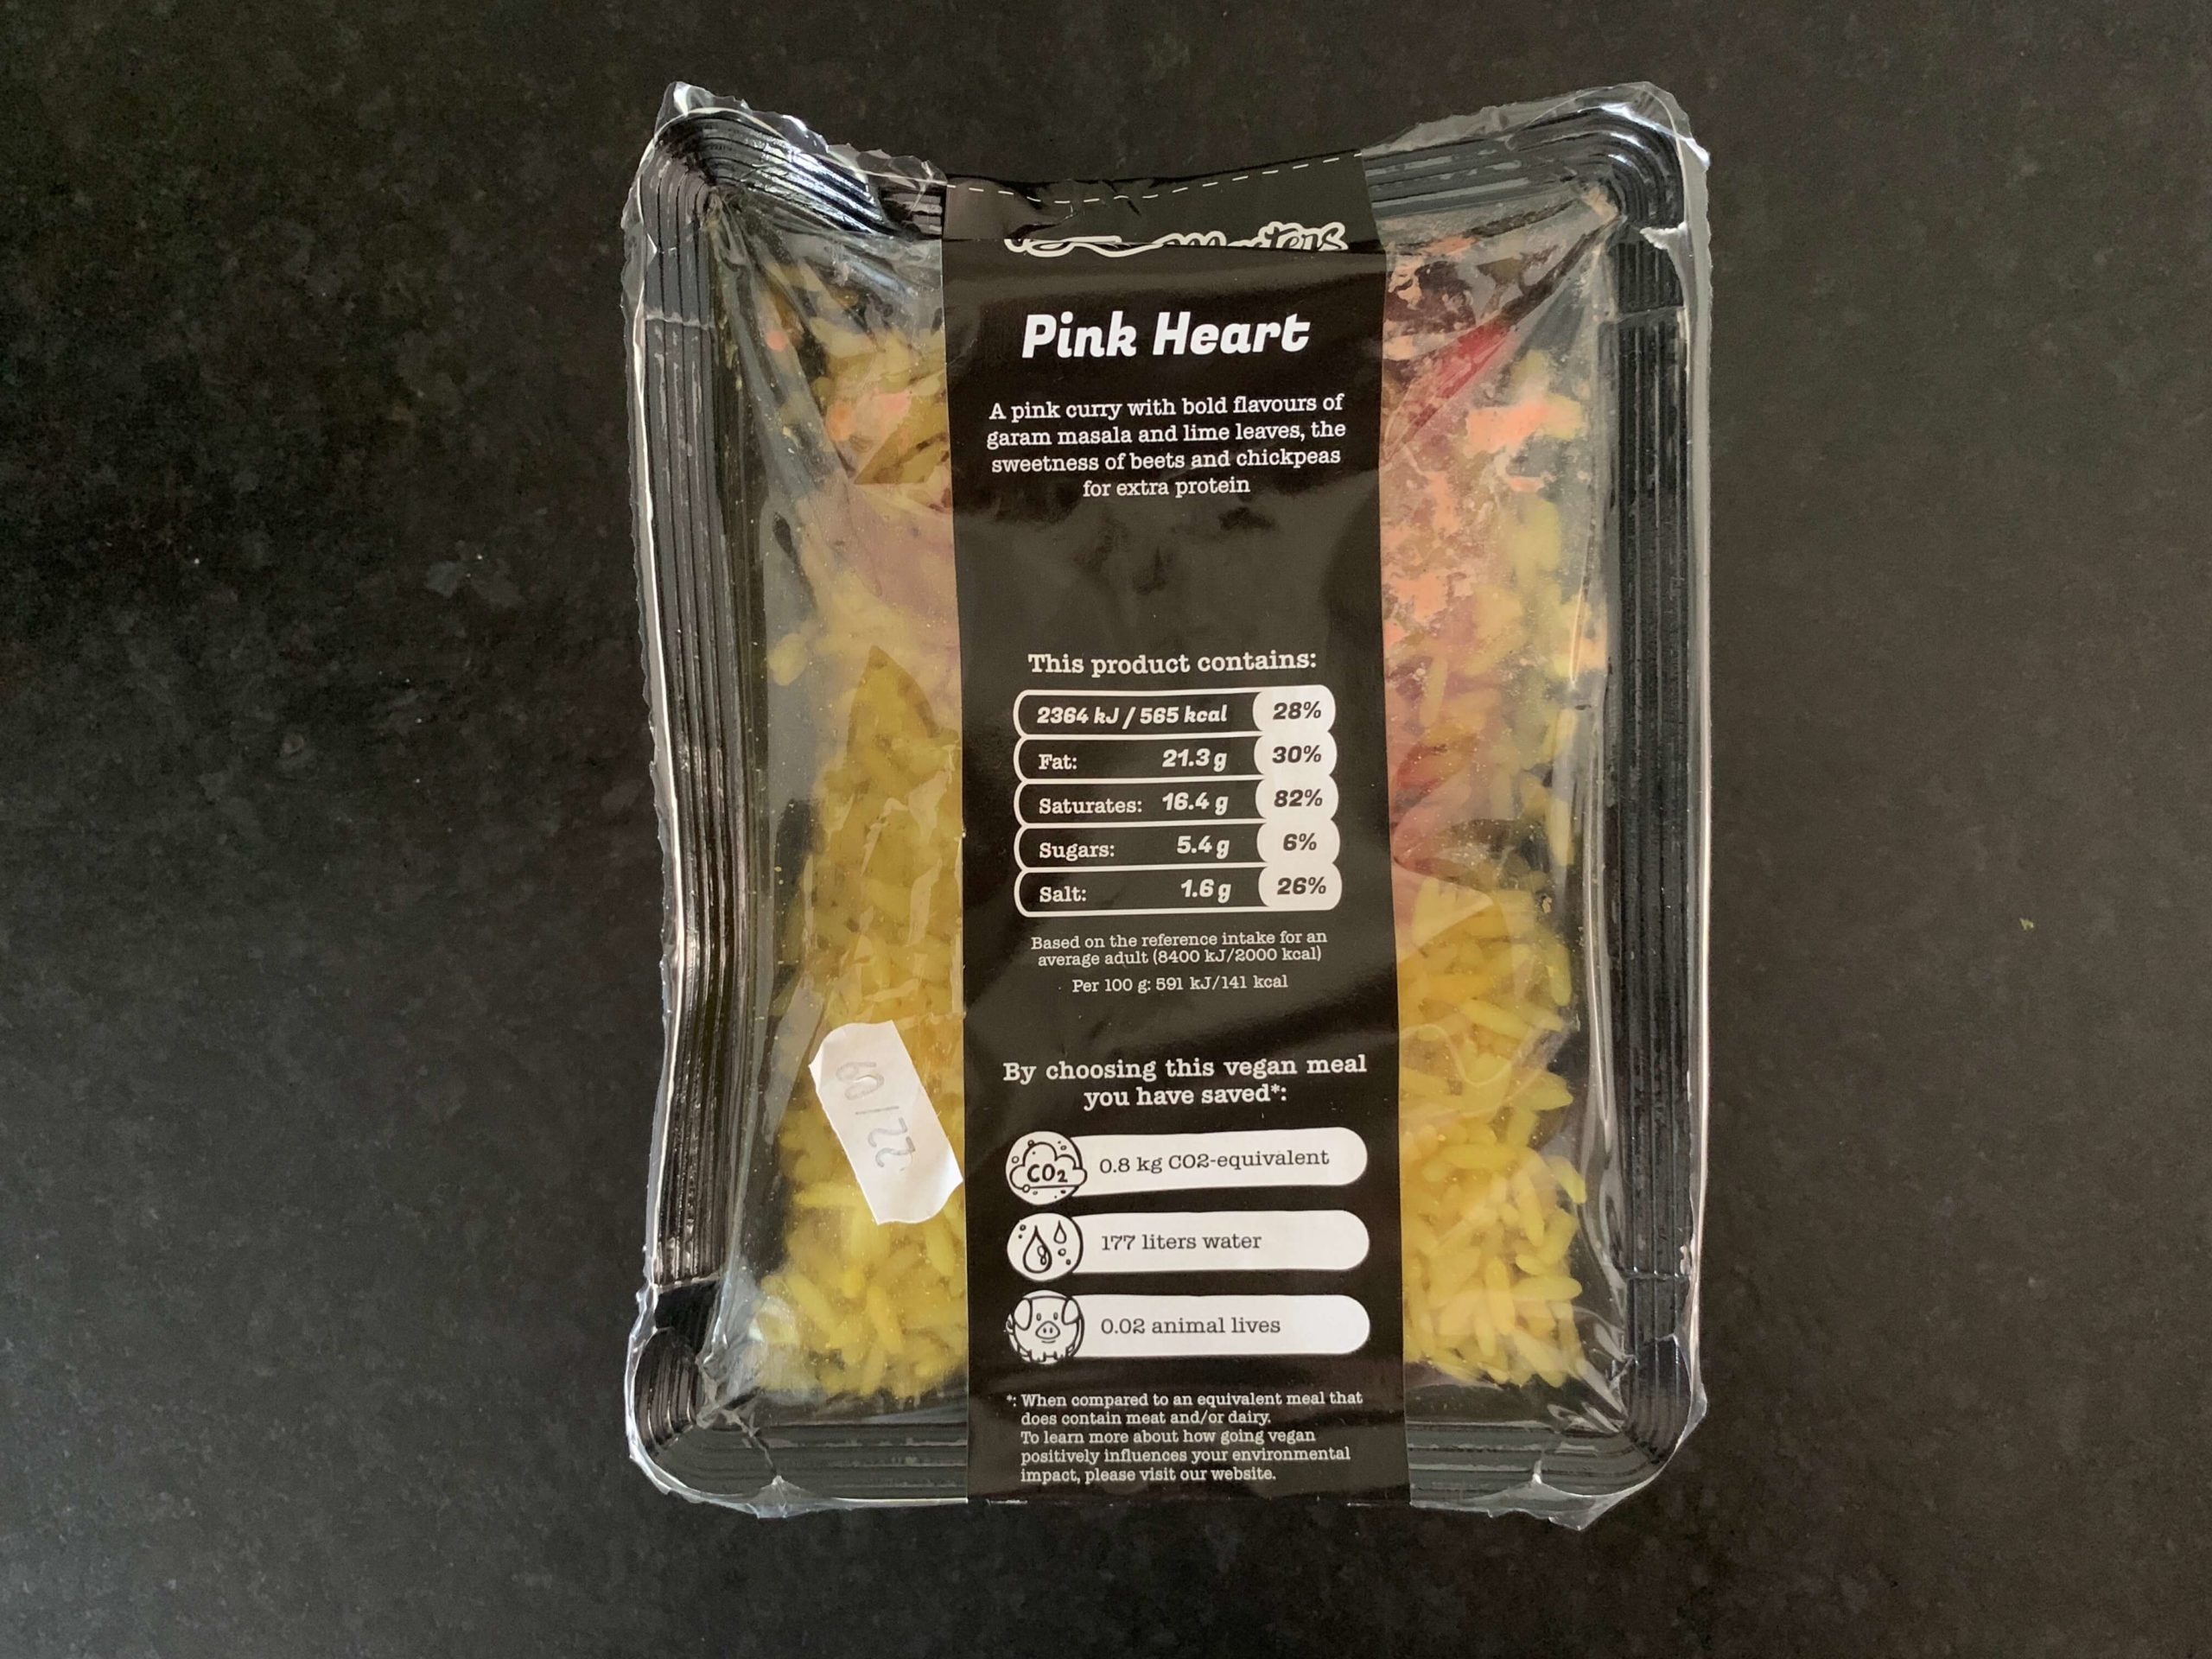 Pink Heart
A pink curry with bold flavours of
garam masala and lime leaves, the
sweetness of beets and chickpeas
for extra protein
This product contains:
2364 kJ / 565 kcal 28%
Fat: 21.3 g 30%
Saturates: 16.4 g 82%
Sugars: 5.4 g 6%
Salt: 1.6 g 26%
Based on the reference intake for an
average adult (8400 kJ/2000 kcal)
Per 100 g: 591 kJ/141 kcal
By choosing this vegan meal
you have saved*:
CO2 0.8 kg CO2-equivalent
177 liters water
0.02 animal lives
*: When compared to an equivalent meal that
does contain meat and/or dairy.
To learn more about how going vegan
positively influences your environmental
impact, please visit our website.